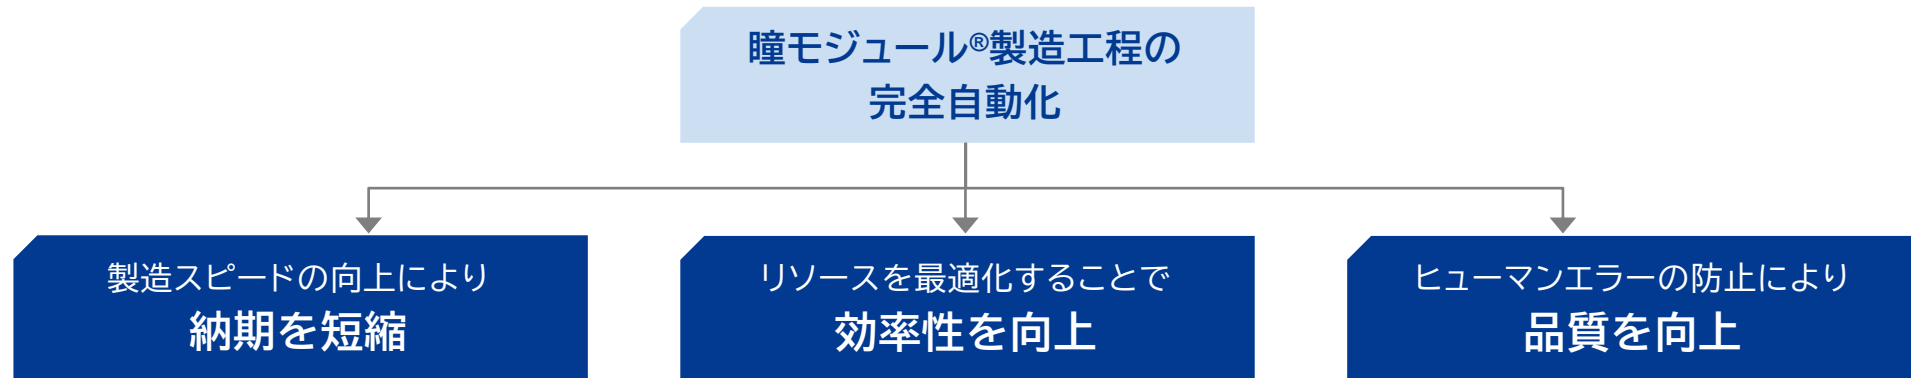 瞳モジュール®製造工程の
完全自動化
製造スピードの向上により
納期を短縮
リソースを最適化することで
効率性を向上
ヒューマンエラーの防止により
品質を向上